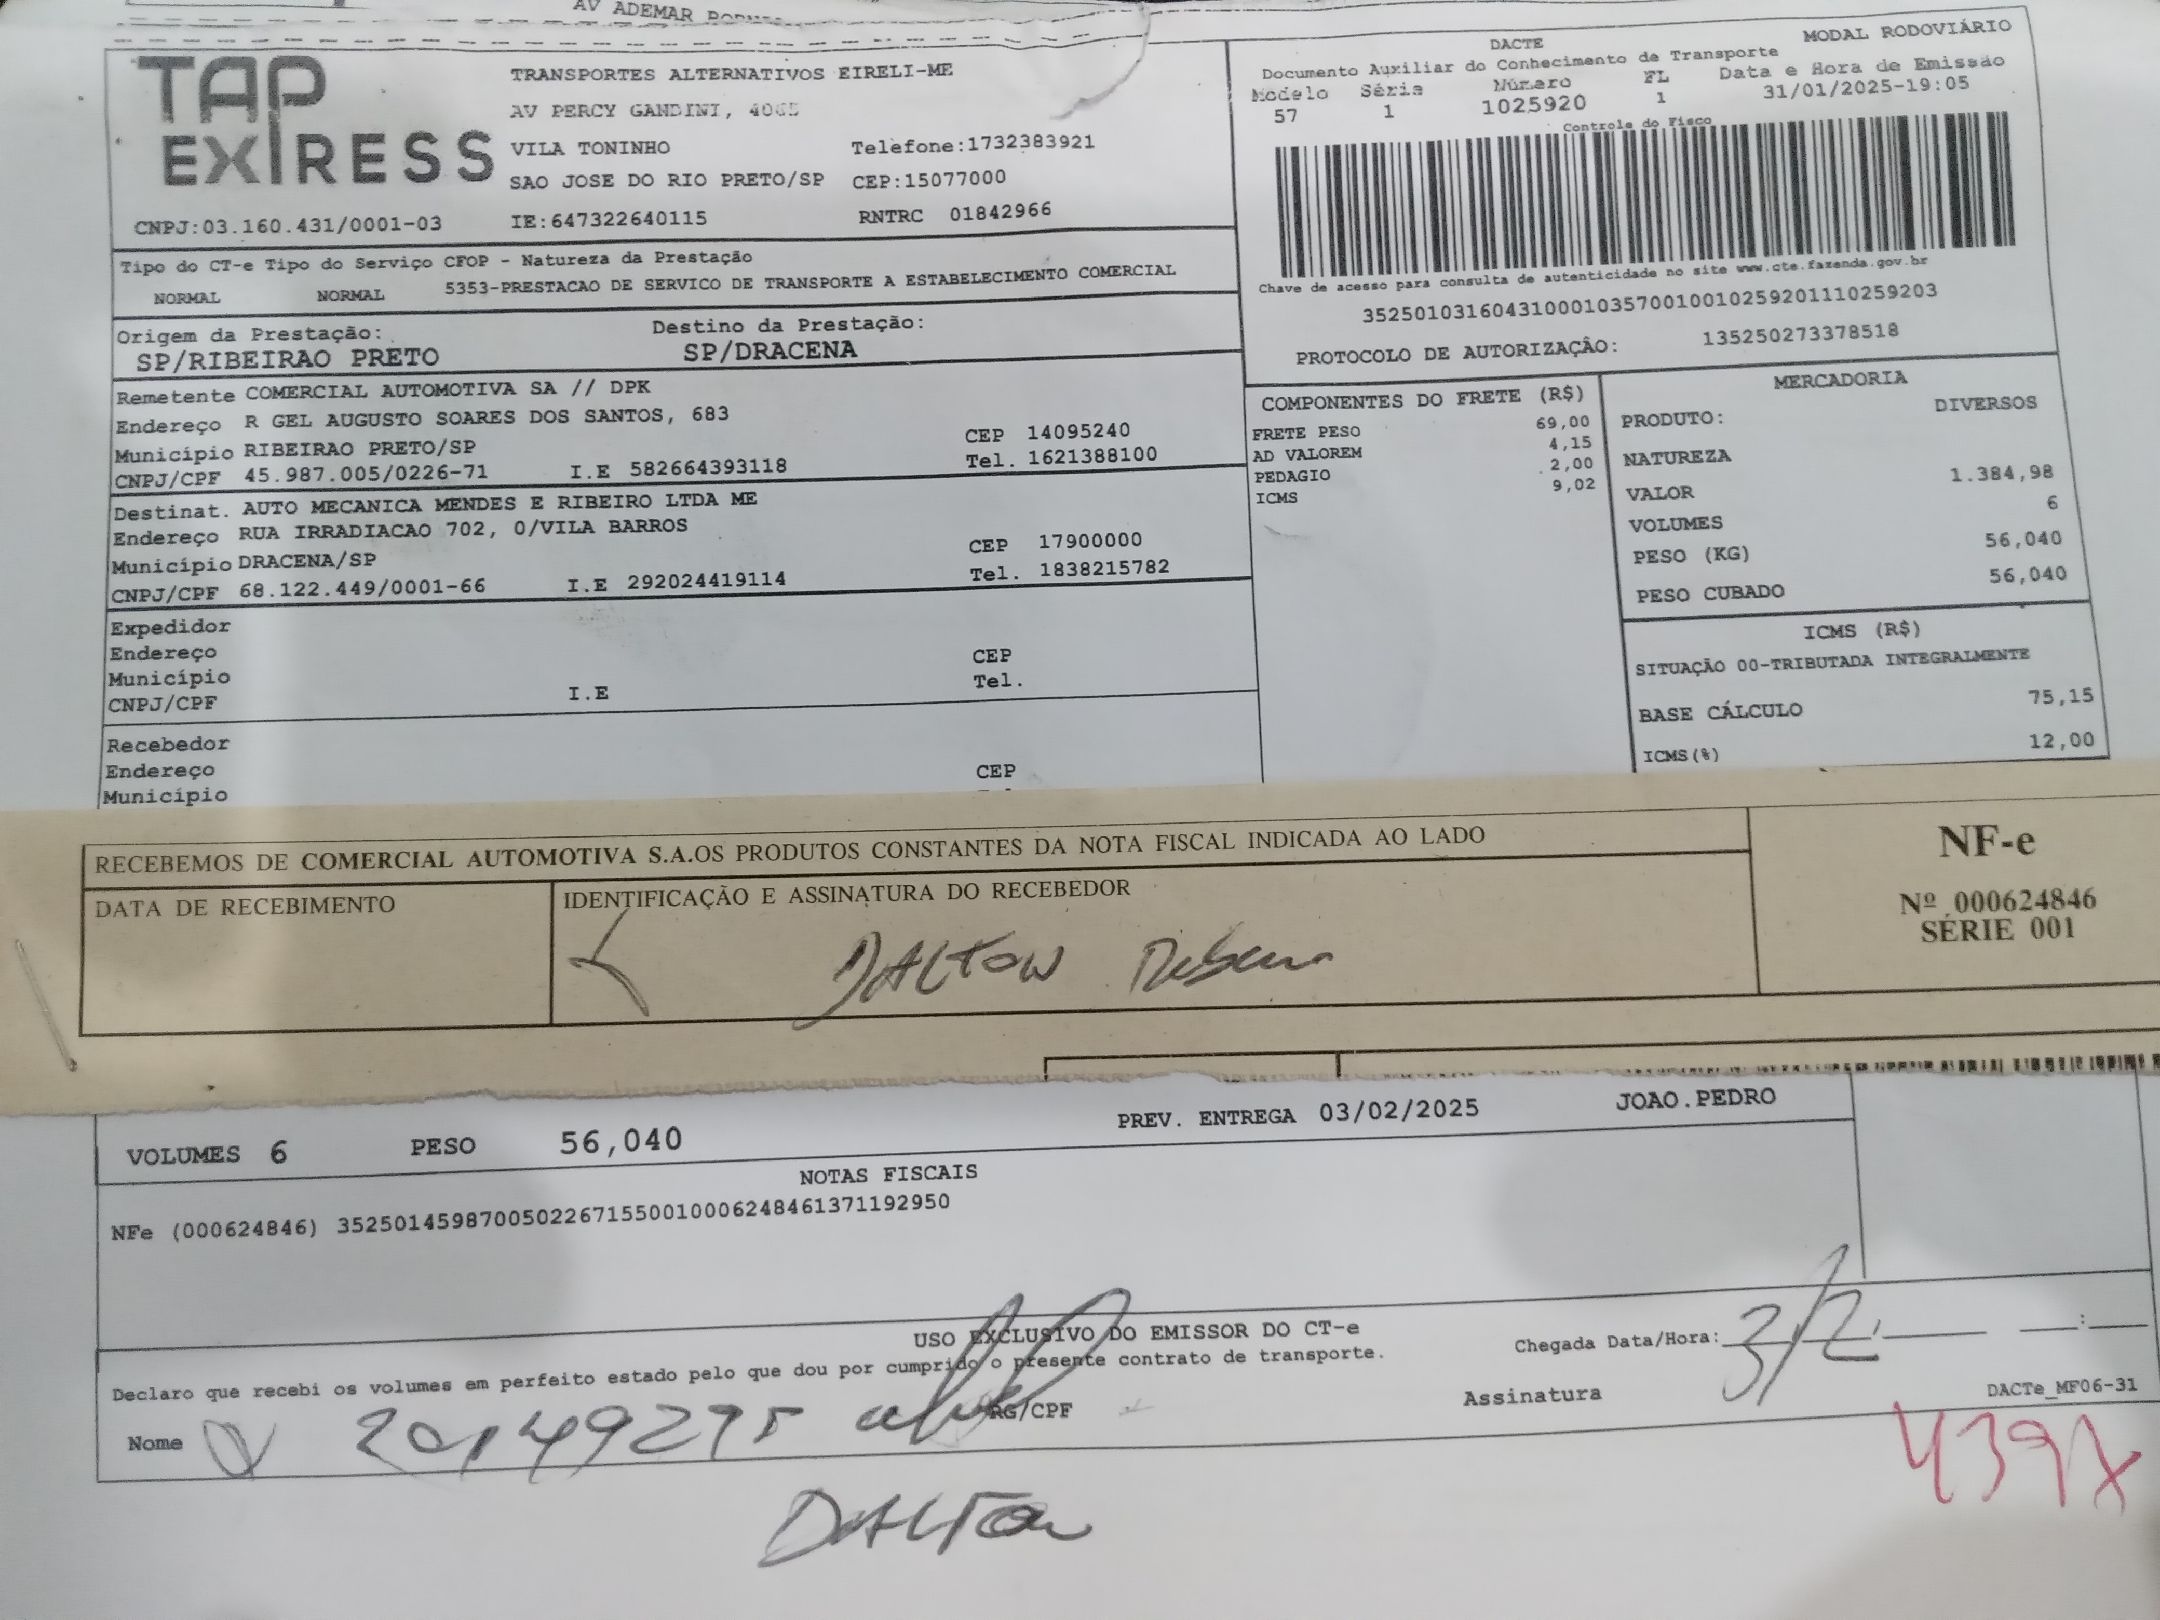 AV ADEMAR
TAP EXPRESS
TRANSPORTES ALTERNATIVOS EIRELI-ME
AV PERCY GANDINI, 4065
VILA TONINHO Telefone:1732383921
SAO JOSE DO RIO PRETO/SP CEP:15077000
CNPJ:03.160.431/0001-03 IE:647322640115 RNTRC 01842966
DACTE MODAL RODOVIÁRIO
Documento Auxiliar do Conhecimento de Transporte
Modelo Séria Número FL Data e Hora de Emissão
57 1 1025920 1 31/01/2025-19:05
Controle do Fisco
Chave de acesso para consulta de autenticidade no site www.cte.fazenda.gov.br
35250103160431000103570010010259201110259203
PROTOCOLO DE AUTORIZAÇÂO: 135250273378518
Tipo do CT-e Tipo do Serviço CFOP - Natureza da Prestação
NORMAL NORMAL 5353-PRESTACAO DE SERVICO DE TRANSPORTE A ESTABELECIMENTO COMERCIAL
Origem da Prestação: Destino da Prestação:
SP/RIBEIRAO PRETO SP/DRACENA
Remetente COMERCIAL AUTOMOTIVA SA // DPK
Endereço R GEL AUGUSTO SOARES DOS SANTOS, 683
Município RIBEIRAO PRETO/SP CEP 14095240
CNPJ/CPF 45.987.005/0226-71 I.E 582664393118 Tel. 1621388100
Destinat. AUTO MECANICA MENDES E RIBEIRO LTDA ME
Endereço RUA IRRADIACAO 702, 0/VILA BARROS
Município DRACENA/SP CEP 17900000
CNPJ/CPF 68.122.449/0001-66 I.E 292024419114 Tel. 1838215782
Expedidor
Endereço
Município CEP
CNPJ/CPF I.E Tel.
Recebedor
Endereço CEP
Município
COMPONENTES DO FRETE (R$)
FRETE PESO 69,00
AD VALOREM 4,15
PEDAGIO 2,00
ICMS 9,02
MERCADORIA
PRODUTO: DIVERSOS
NATUREZA
VALOR 1.384,98
VOLUMES 6
PESO (KG) 56,040
PESO CUBADO 56,040
ICMS (R$)
SITUAÇÃO 00-TRIBUTADA INTEGRALMENTE
BASE CÁLCULO 75,15
ICMS(%) 12,00
RECEBEMOS DE COMERCIAL AUTOMOTIVA S.A.OS PRODUTOS CONSTANTES DA NOTA FISCAL INDICADA AO LADO
DATA DE RECEBIMENTO IDENTIFICAÇÃO E ASSINATURA DO RECEBEDOR
DALTON
NF-e
Nº 000624846
SÉRIE 001
VOLUMES 6 PESO 56,040 PREV. ENTREGA 03/02/2025 JOAO.PEDRO
NOTAS FISCAIS
NFe (000624846) 35250145987005022671550010006248461371192950
USO EXCLUSIVO DO EMISSOR DO CT-e
Declaro que recebi os volumes em perfeito estado pelo que dou por cumprido o presente contrato de transporte.
Chegada Data/Hora: 3/2
Nome 20149295 RG/CPF Assinatura
DACTe_MF06-31
DALTON